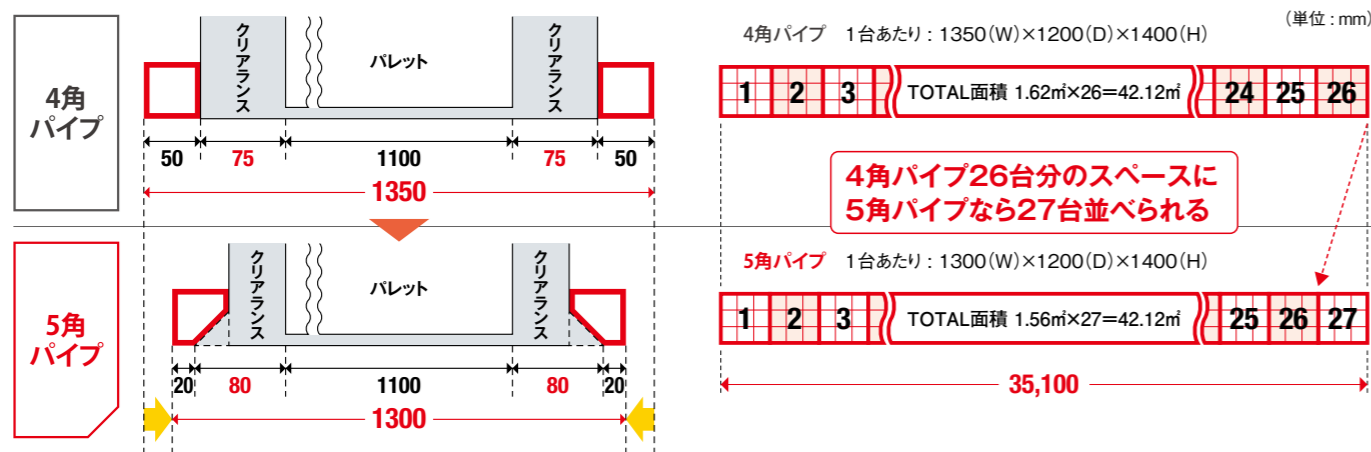 (単位：mm)
4角
パイプ
クリアランス
パレット
クリアランス
50 75 1100 75 50
1350
4角パイプ 1台あたり：1350(W)×1200(D)×1400(H)
1 2 3 TOTAL面積 1.62㎡×26=42.12㎡ 24 25 26
4角パイプ26台分のスペースに
5角パイプなら27台並べられる
5角
パイプ
クリアランス
パレット
クリアランス
20 80 1100 80 20
1300
5角パイプ 1台あたり：1300(W)×1200(D)×1400(H)
1 2 3 TOTAL面積 1.56㎡×27=42.12㎡ 25 26 27
35,100